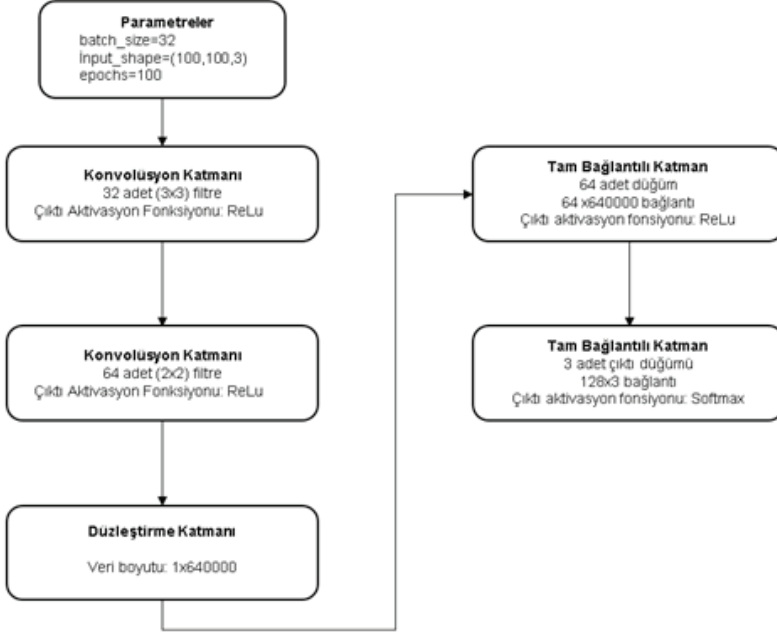 Parametreler
batch_size=32
İnput_shape=(100,100,3)
epochs=100
Konvolüsyon Katmanı
32 adet (3x3) filtre
Çıktı Aktivasyon Fonksiyonu: ReLu
Konvolüsyon Katmanı
64 adet (2x2) filtre
Çıktı Aktivasyon Fonksiyonu: ReLu
Düzleştirme Katmanı
Veri boyutu: 1x640000
Tam Bağlantılı Katman
64 adet düğüm
64 x640000 bağlantı
Çıktı aktivasyon fonsiyonu: ReLu
Tam Bağlantılı Katman
3 adet çıktı düğümü
128x3 bağlantı
Çıktı aktivasyon fonsiyonu: Softmax